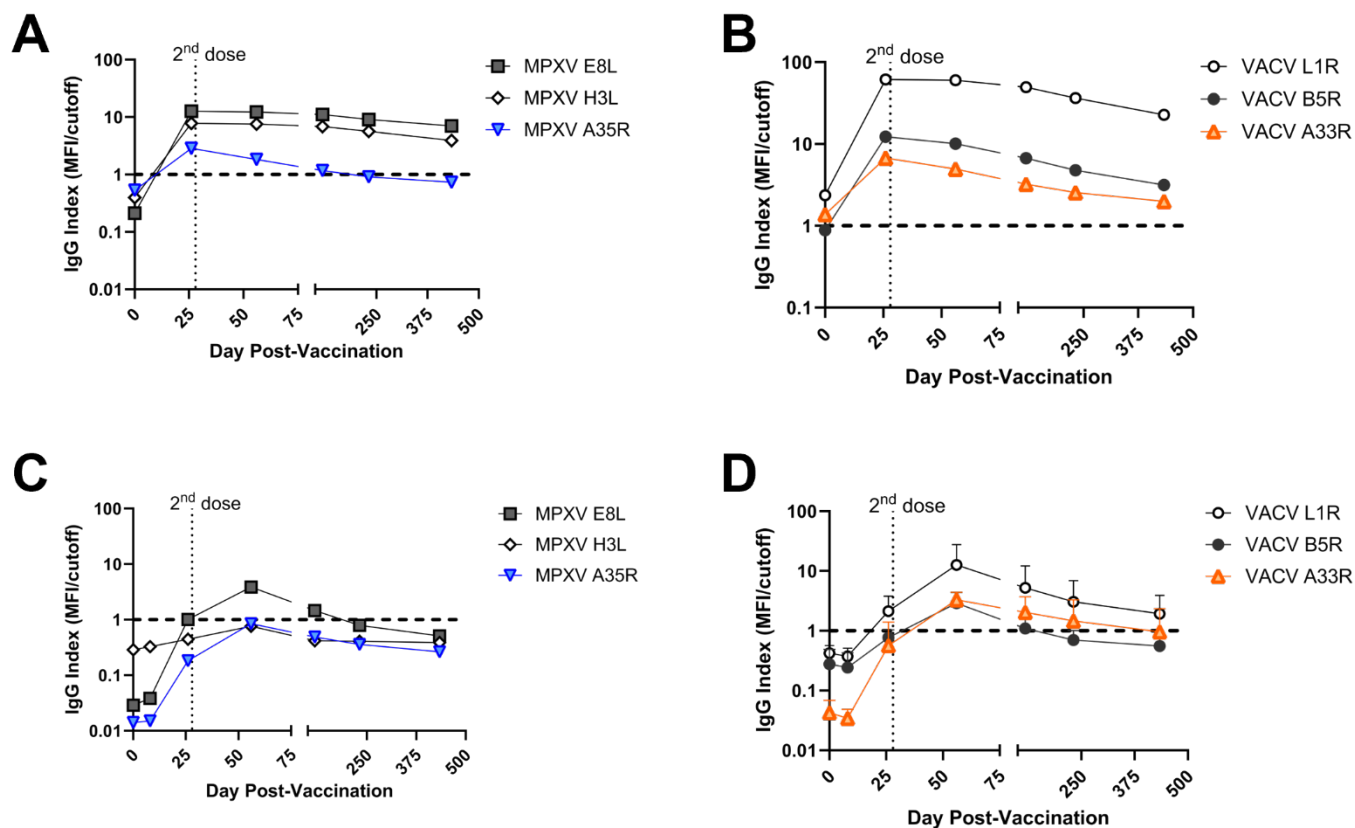 A
2nd dose
IgG Index (MFI/cutoff)
100
10
1
0.1
0.01
0
25
50
75
250
375
500
Day Post-Vaccination
MPXV E8L
MPXV H3L
MPXV A35R
B
2nd dose
IgG Index (MFI/cutoff)
100
10
1
0.1
0
25
50
75
250
375
500
Day Post-Vaccination
VACV L1R
VACV B5R
VACV A33R
C
2nd dose
IgG Index (MFI/cutoff)
100
10
1
0.1
0.01
0
25
50
75
250
375
500
Day Post-Vaccination
MPXV E8L
MPXV H3L
MPXV A35R
D
2nd dose
IgG Index (MFI/cutoff)
100
10
1
0.1
0.01
0
25
50
75
250
375
500
Day Post-Vaccination
VACV L1R
VACV B5R
VACV A33R